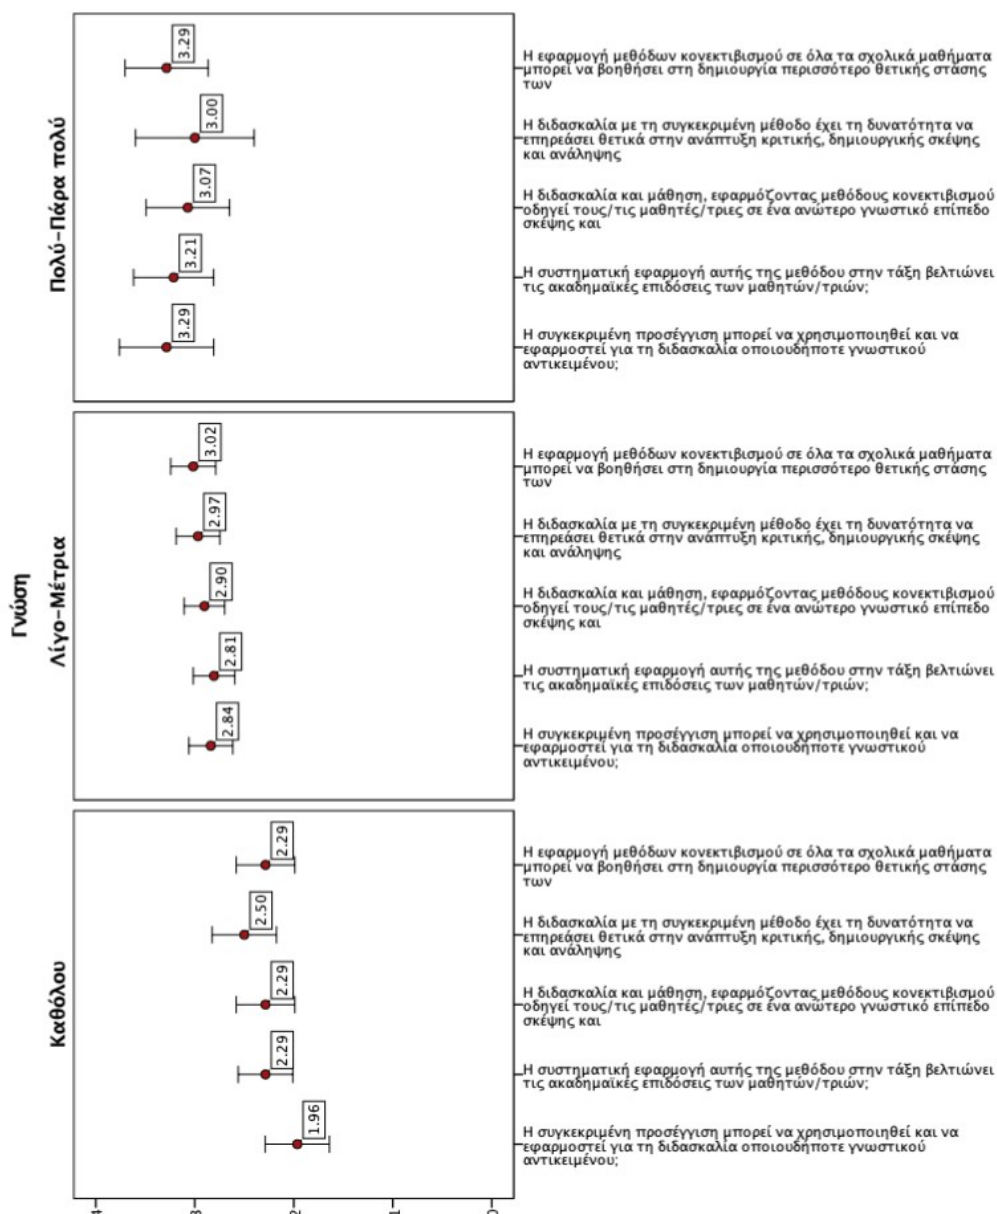 Γνώση
Πολύ-Πάρα πολύ
3.29
3.00
3.07
3.21
3.29
Η εφαρμογή μεθόδων κονεκτιβισμού σε όλα τα σχολικά μαθήματα
μπορεί να βοηθήσει στη δημιουργία περισσότερο θετικής στάσης
των
Η διδασκαλία με τη συγκεκριμένη μέθοδο έχει τη δυνατότητα να
επηρεάσει θετικά στην ανάπτυξη κριτικής, δημιουργικής σκέψης
και ανάληψης
Η διδασκαλία και μάθηση, εφαρμόζοντας μεθόδους κονεκτιβισμού
οδηγεί τους/τις μαθητές/τριες σε ένα ανώτερο γνωστικό επίπεδο
σκέψης και
Η συστηματική εφαρμογή αυτής της μεθόδου στην τάξη βελτιώνει
τις ακαδημαϊκές επιδόσεις των μαθητών/τριών;
Η συγκεκριμένη προσέγγιση μπορεί να χρησιμοποιηθεί και να
εφαρμοστεί για τη διδασκαλία οποιουδήποτε γνωστικού
αντικειμένου;
Λίγο-Μέτρια
3.02
2.97
2.90
2.81
2.84
Η εφαρμογή μεθόδων κονεκτιβισμού σε όλα τα σχολικά μαθήματα
μπορεί να βοηθήσει στη δημιουργία περισσότερο θετικής στάσης
των
Η διδασκαλία με τη συγκεκριμένη μέθοδο έχει τη δυνατότητα να
επηρεάσει θετικά στην ανάπτυξη κριτικής, δημιουργικής σκέψης
και ανάληψης
Η διδασκαλία και μάθηση, εφαρμόζοντας μεθόδους κονεκτιβισμού
οδηγεί τους/τις μαθητές/τριες σε ένα ανώτερο γνωστικό επίπεδο
σκέψης και
Η συστηματική εφαρμογή αυτής της μεθόδου στην τάξη βελτιώνει
τις ακαδημαϊκές επιδόσεις των μαθητών/τριών;
Η συγκεκριμένη προσέγγιση μπορεί να χρησιμοποιηθεί και να
εφαρμοστεί για τη διδασκαλία οποιουδήποτε γνωστικού
αντικειμένου;
Καθόλου
2.29
2.50
2.29
2.29
1.96
Η εφαρμογή μεθόδων κονεκτιβισμού σε όλα τα σχολικά μαθήματα
μπορεί να βοηθήσει στη δημιουργία περισσότερο θετικής στάσης
των
Η διδασκαλία με τη συγκεκριμένη μέθοδο έχει τη δυνατότητα να
επηρεάσει θετικά στην ανάπτυξη κριτικής, δημιουργικής σκέψης
και ανάληψης
Η διδασκαλία και μάθηση, εφαρμόζοντας μεθόδους κονεκτιβισμού
οδηγεί τους/τις μαθητές/τριες σε ένα ανώτερο γνωστικό επίπεδο
σκέψης και
Η συστηματική εφαρμογή αυτής της μεθόδου στην τάξη βελτιώνει
τις ακαδημαϊκές επιδόσεις των μαθητών/τριών;
Η συγκεκριμένη προσέγγιση μπορεί να χρησιμοποιηθεί και να
εφαρμοστεί για τη διδασκαλία οποιουδήποτε γνωστικού
αντικειμένου;